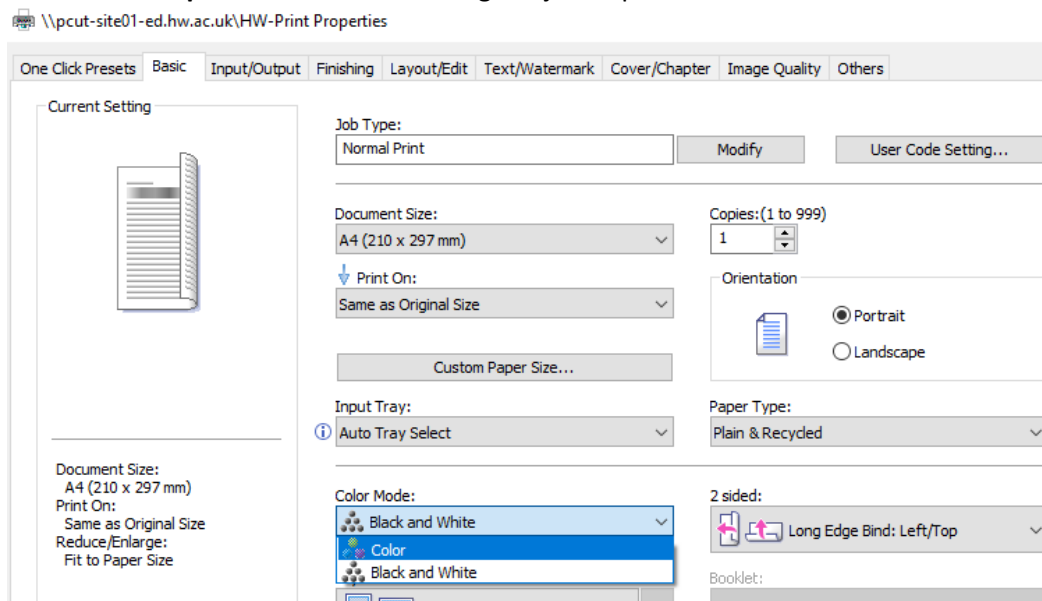 \\pcut-site01-ed.hw.ac.uk\HW-Print Properties
One Click Presets Basic Input/Output Finishing Layout/Edit Text/Watermark Cover/Chapter Image Quality Others
Current Setting
Job Type:
Normal Print Modify User Code Setting...
Document Size: Copies:(1 to 999)
A4 (210 x 297 mm) 1
Print On: Orientation
Same as Original Size Portrait
Landscape
Custom Paper Size...
Input Tray: Paper Type:
Auto Tray Select Plain & Recycled
Document Size:
A4 (210 x 297 mm)
Print On:
Same as Original Size
Reduce/Enlarge:
Fit to Paper Size
Color Mode: 2 sided:
Black and White Long Edge Bind: Left/Top
Color
Black and White Booklet: